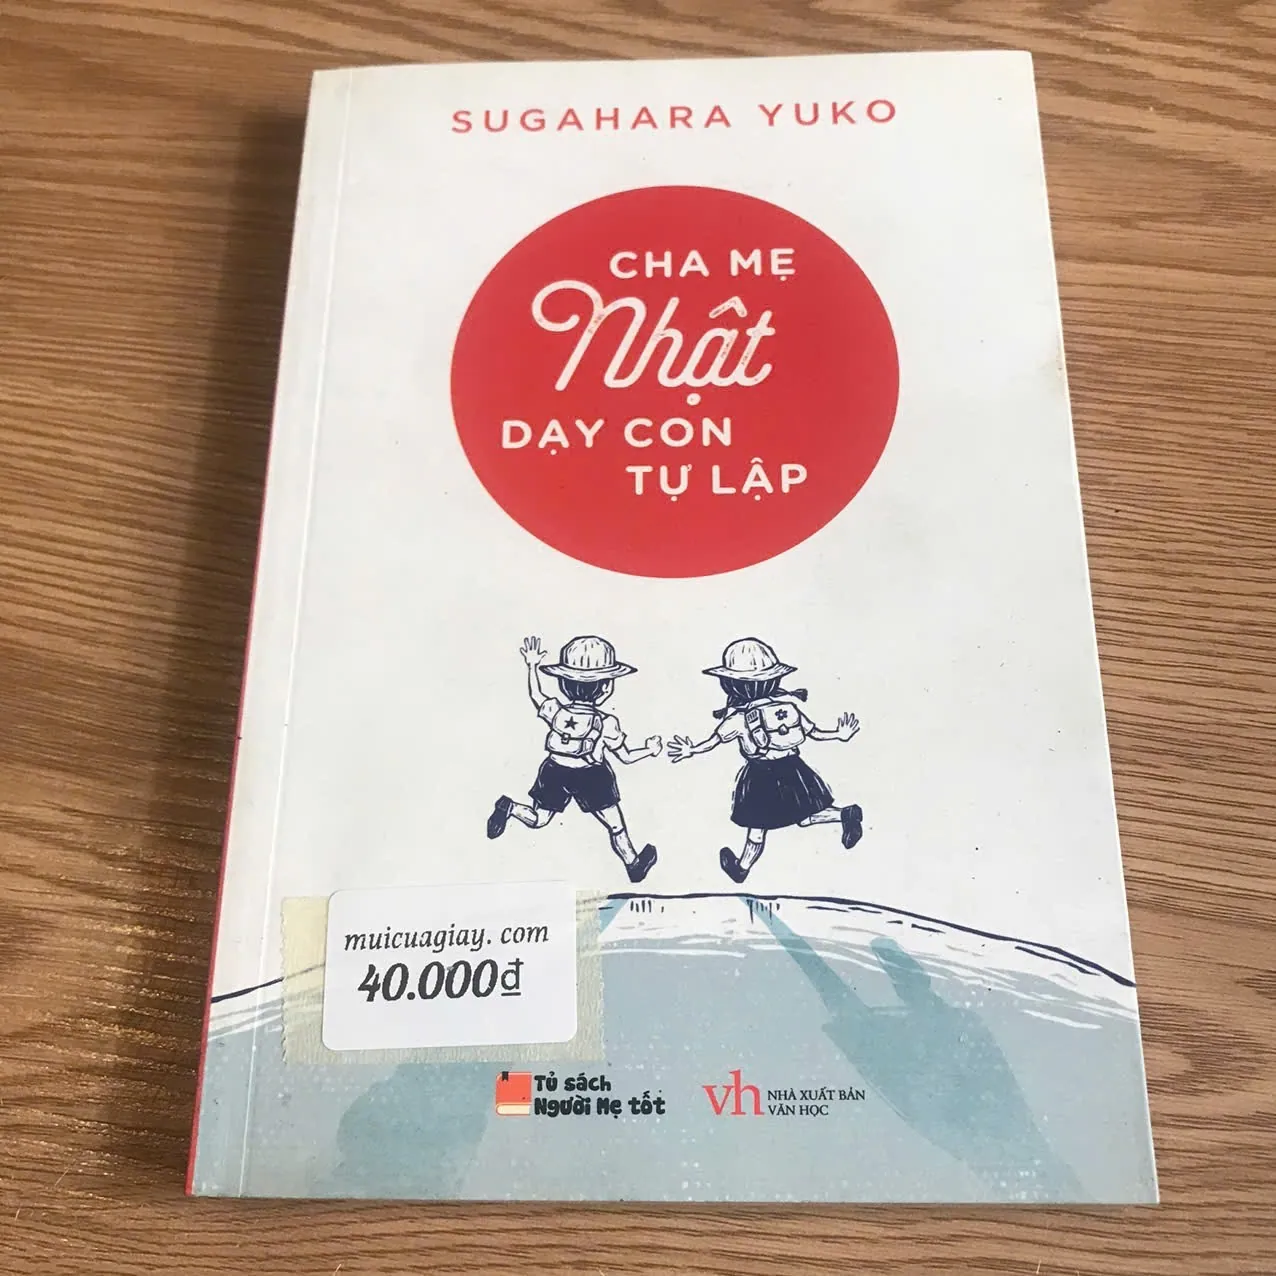 SUGAHARA YUKO
CHA MẸ
Nhật
DẠY CON
TỰ LẬP
muicuagiay. com
40.000₫
Tủ sách
Người Mẹ tốt
vh
NHÀ XUẤT BẢN
VĂN HỌC